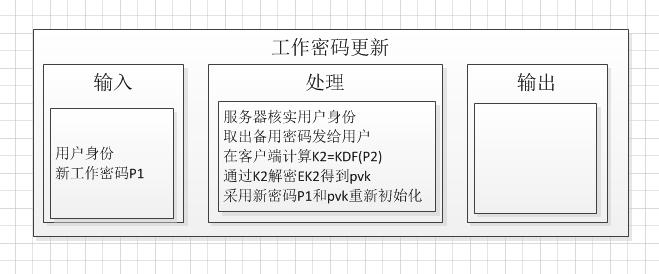 工作密码更新
输入
用户身份
新工作密码P1
处理
服务器核实用户身份
取出备用密码发给用户
在客户端计算K2=KDF(P2)
通过K2解密EK2得到pvk
采用新密码P1和pvk重新初始化
输出